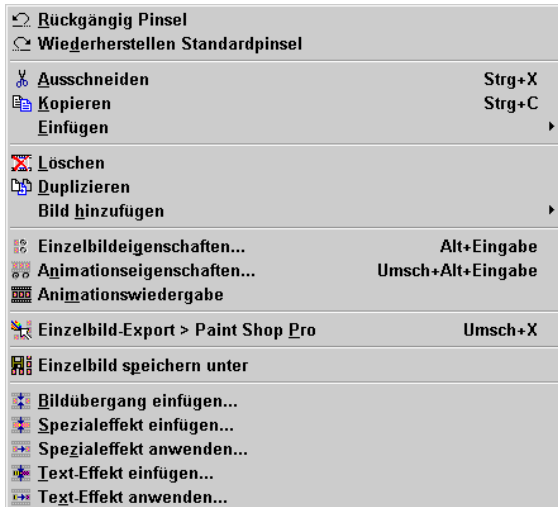 Rückgängig Pinsel
Wiederherstellen Standardpinsel
Ausschneiden Strg+X
Kopieren Strg+C
Einfügen
Löschen
Duplizieren
Bild hinzufügen
Einzelbildeigenschaften... Alt+Eingabe
Animationseigenschaften... Umsch+Alt+Eingabe
Animationswiedergabe
Einzelbild-Export > Paint Shop Pro Umsch+X
Einzelbild speichern unter
Bildübergang einfügen...
Spezialeffekt einfügen...
Spezialeffekt anwenden...
Text-Effekt einfügen...
Text-Effekt anwenden...